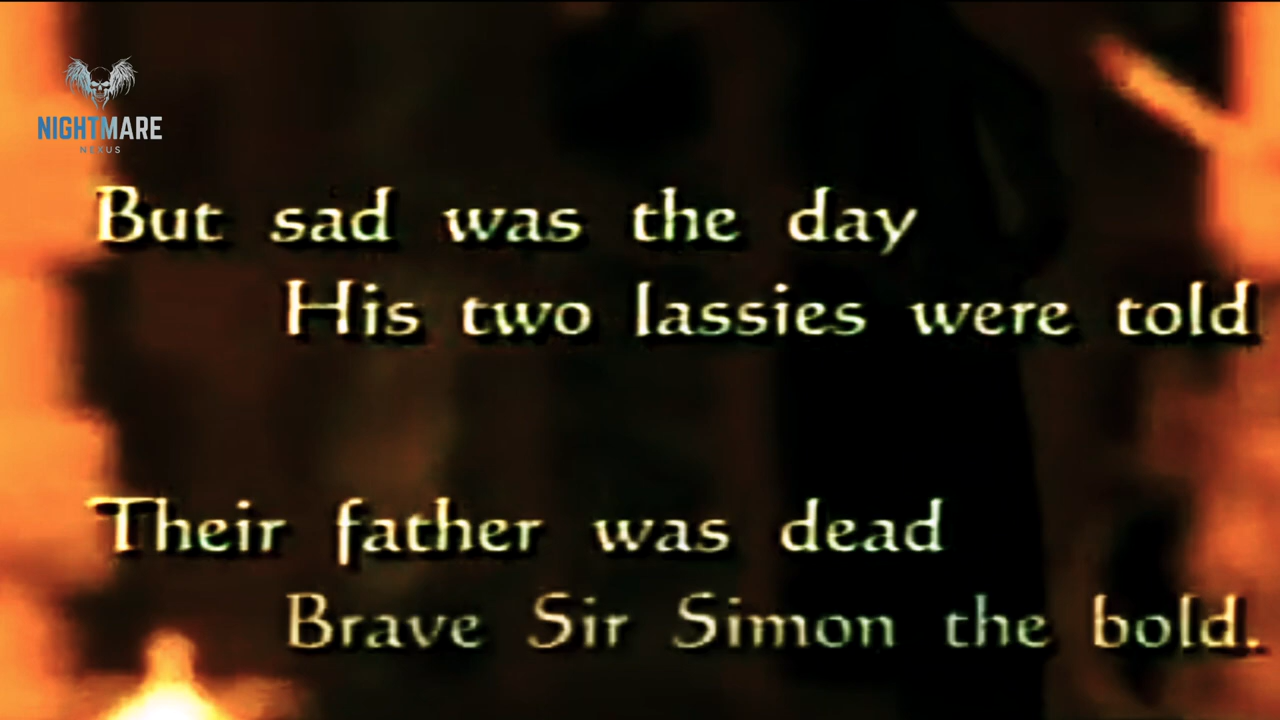 NIGHTMARE
NEXUS
But sad was the day
His two lassies were told
Their father was dead
Brave Sir Simon the bold.